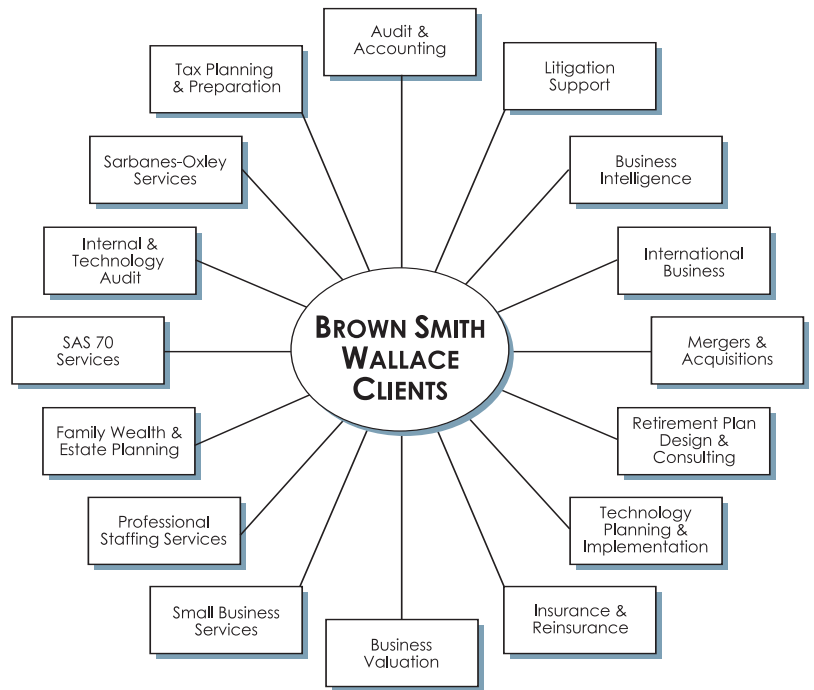 Audit &
Accounting
Litigation
Support
Business
Intelligence
International
Business
Mergers &
Acquisitions
Retirement Plan
Design &
Consulting
Technology
Planning &
Implementation
Insurance &
Reinsurance
Business
Valuation
Small Business
Services
Professional
Staffing Services
Family Wealth &
Estate Planning
SAS 70
Services
Internal &
Technology
Audit
Sarbanes-Oxley
Services
Tax Planning
& Preparation
BROWN SMITH
WALLACE
CLIENTS